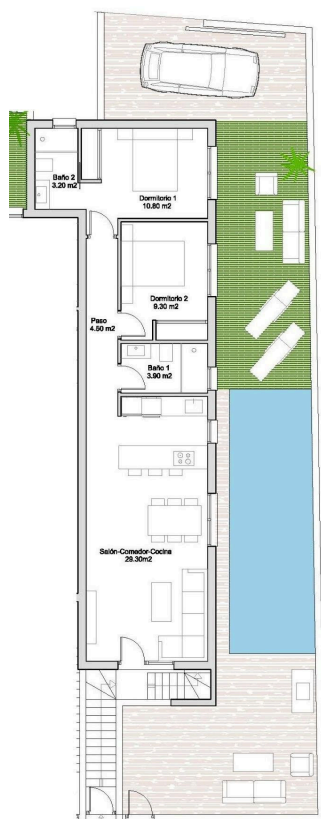 Baño 2
3.20 m2
Dormitorio 1
10.80 m2
Dormitorio 2
9.30 m2
Paso
4.50 m2
Baño 1
3.90 m2
Salón-Comedor-Cocina
29.30m2